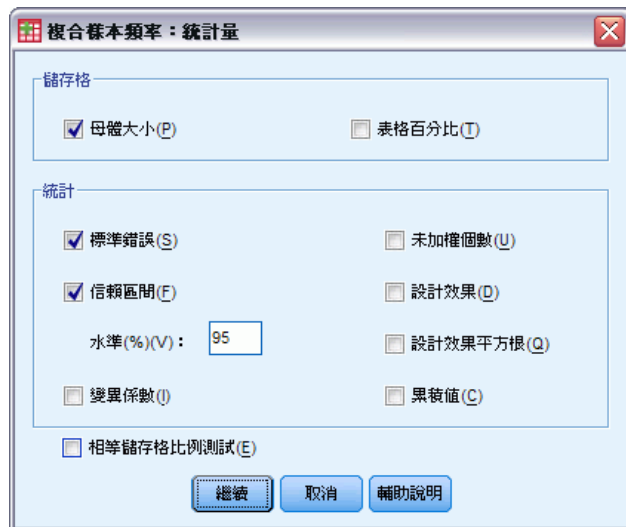 複合樣本頻率：統計量
儲存格
母體大小(P)
表格百分比(T)
統計
標準錯誤(S)
未加權個數(U)
信賴區間(F)
設計效果(D)
水準(%)(V)： 95
設計效果平方根(Q)
變異係數(I)
累積值(C)
相等儲存格比例測試(E)
繼續 取消 輔助說明